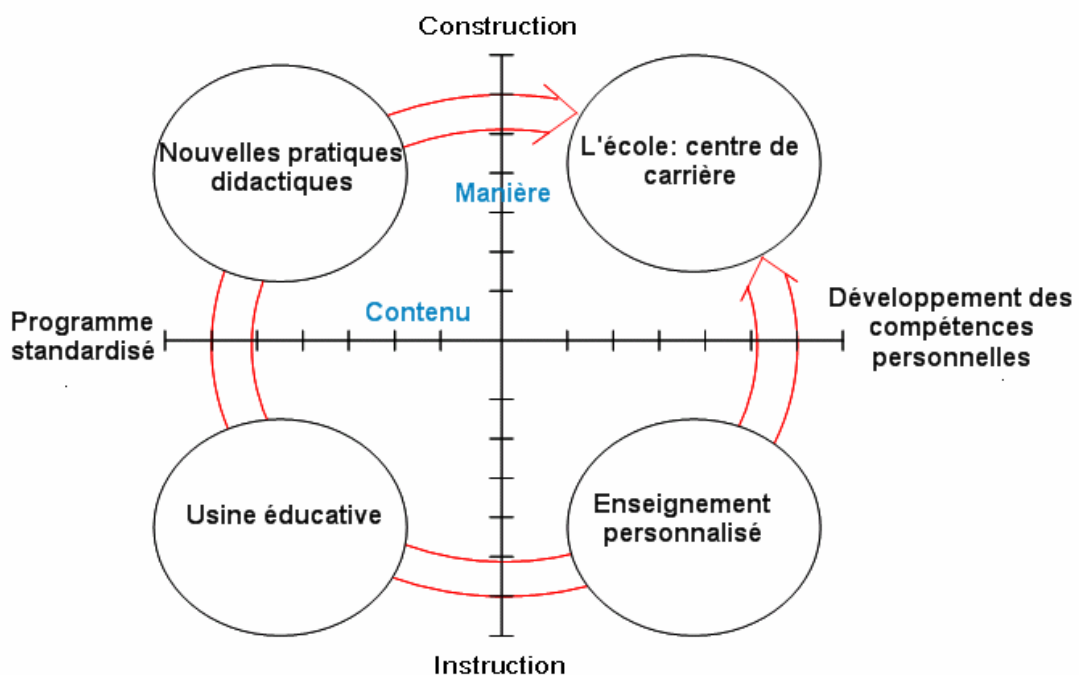 Construction
Nouvelles pratiques
didactiques
L'école: centre de
carrière
Manière
Contenu
Programme
standardisé
Développement des
compétences
personnelles
Usine éducative
Enseignement
personnalisé
Instruction